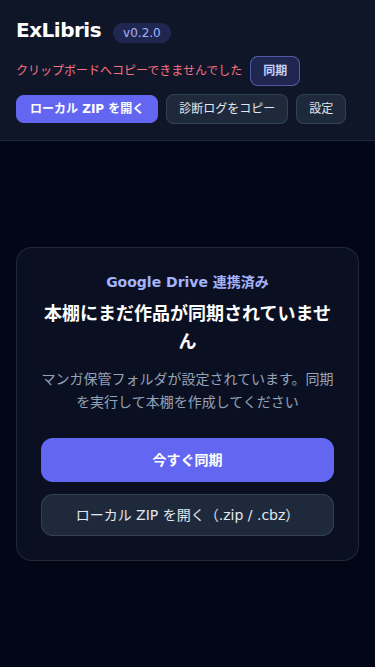 ExLibris v0.2.0
クリップボードへコピーできませんでした 同期
ローカル ZIP を開く 診断ログをコピー 設定
Google Drive 連携済み
本棚にまだ作品が同期されていませ
ん
マンガ保管フォルダが設定されています。同期
を実行して本棚を作成してください
今すぐ同期
ローカル ZIP を開く（.zip / .cbz）